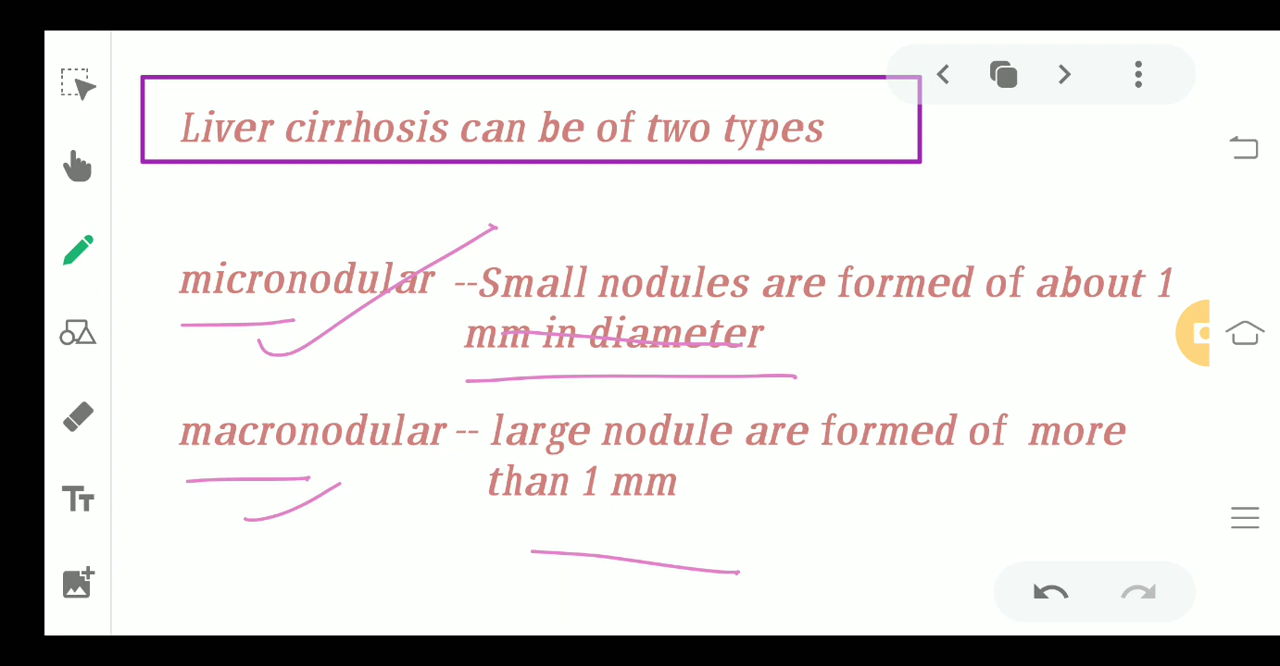 Liver cirrhosis can be of two types
micronodular --Small nodules are formed of about 1
mm in diameter
macronodular -- large nodule are formed of more
than 1 mm
TT